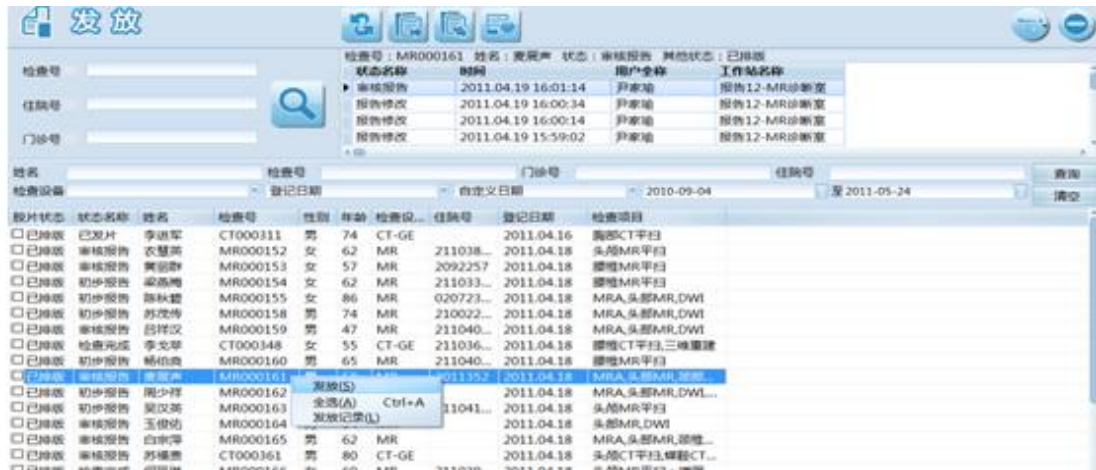 发放
检查号：MR000161 姓名：麦展声 状态：审核报告 其他状态：已排版
检查号
状态名称 时间 用户全称 工作站名称
审核报告 2011.04.19 16:01:14 尹家瑜 报告12-MR诊断室
住院号
报告修改 2011.04.19 16:00:34 尹家瑜 报告12-MR诊断室
报告修改 2011.04.19 16:00:14 尹家瑜 报告12-MR诊断室
门诊号
报告修改 2011.04.19 15:59:02 尹家瑜 报告12-MR诊断室
姓名 检查号 门诊号 住院号 查询
检查设备 登记日期 自定义日期 2010-09-04 至 2011-05-24 清空
胶片状态 状态名称 姓名 检查号 性别 年龄 检查设... 住院号 登记日期 检查项目
已排版 已发片 李进军 CT000311 男 74 CT-GE 2011.04.16 胸部CT平扫
已排版 审核报告 衣慧英 MR000152 女 62 MR 211038... 2011.04.18 头颅MR平扫
已排版 审核报告 黄丽群 MR000153 女 57 MR 2092257 2011.04.18 腰椎MR平扫
已排版 初步报告 梁燕梅 MR000154 女 62 MR 211033... 2011.04.18 腰椎MR平扫
已排版 初步报告 陈秋碧 MR000155 女 86 MR 020723... 2011.04.18 MRA,头部MR,DWI
已排版 初步报告 苏茂传 MR000158 男 74 MR 210022... 2011.04.18 MRA,头部MR,DWI
已排版 审核报告 吕祥汉 MR000159 男 47 MR 211040... 2011.04.18 MRA,头部MR,DWI
已排版 检查完成 李戈苹 CT000348 女 55 CT-GE 211036... 2011.04.18 腰椎CT平扫,三维重建
已排版 初步报告 杨伯良 MR000160 男 65 MR 211040... 2011.04.18 腰椎MR平扫
已排版 审核报告 麦展声 MR000161 MR 2011352 2011.04.18 MRA,头部MR,颈部...
发放(S)
已排版 初步报告 周少祥 MR000162 2011.04.18 MRA,头部MR,DWI...
全选(A) Ctrl+A
已排版 初步报告 吴汉英 MR000163 11041... 2011.04.18 头颅MR平扫
发放记录(L)
已排版 审核报告 王俊佑 MR000164 2011.04.18 头部MR,DWI
已排版 审核报告 白宗萍 MR000165 男 62 MR 2011.04.18 MRA,头部MR,颈椎...
已排版 初步报告 苏福惠 CT000361 男 80 CT-GE 2011.04.18 头颅CT平扫,螺鞍CT...